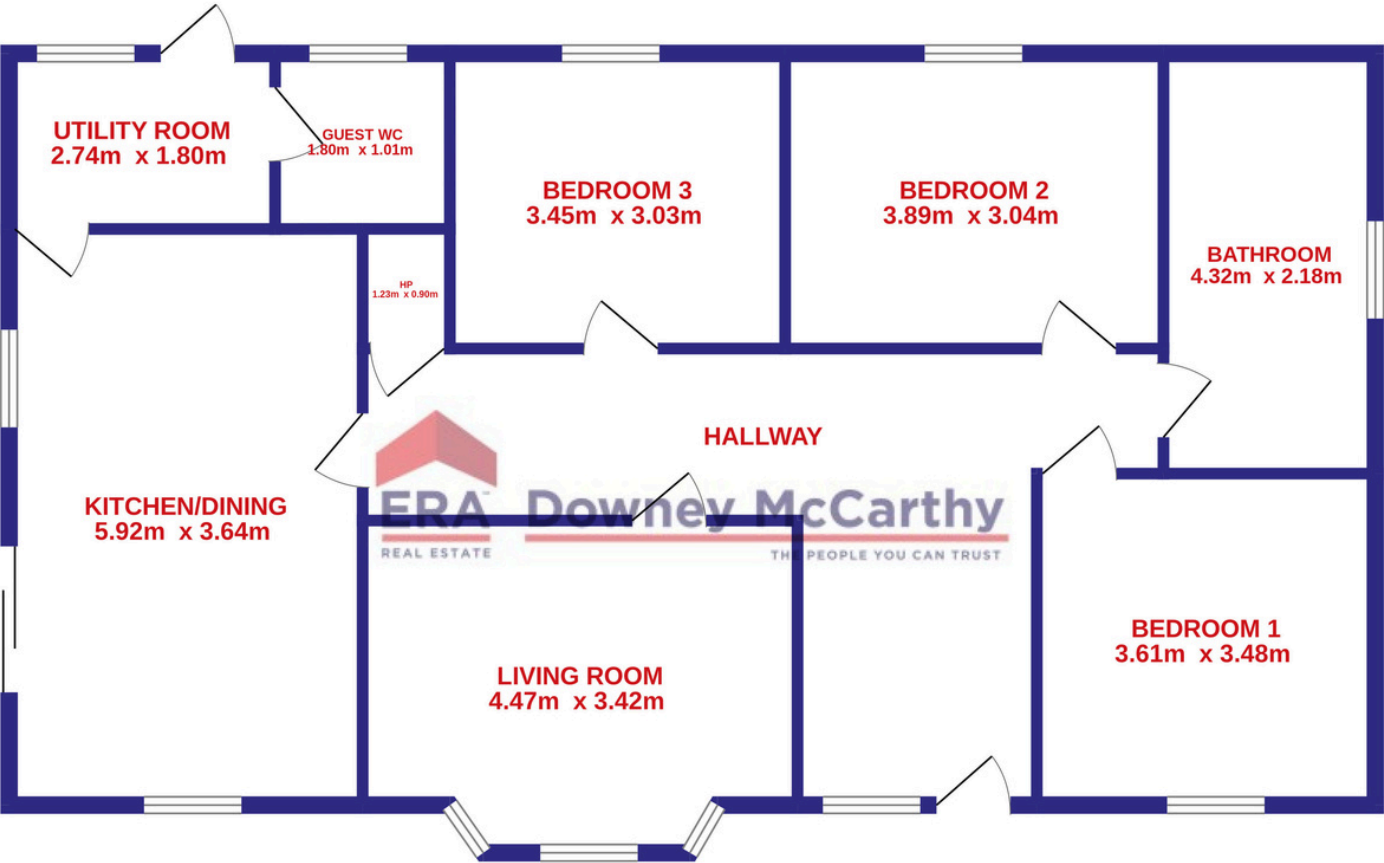 UTILITY ROOM
2.74m x 1.80m
GUEST WC
1.80m x 1.01m
BEDROOM 3
3.45m x 3.03m
BEDROOM 2
3.89m x 3.04m
BATHROOM
4.32m x 2.18m
HP
1.23m x 0.90m
HALLWAY
KITCHEN/DINING
5.92m x 3.64m
ERA
REAL ESTATE
Downey McCarthy
THE PEOPLE YOU CAN TRUST
LIVING ROOM
4.47m x 3.42m
BEDROOM 1
3.61m x 3.48m